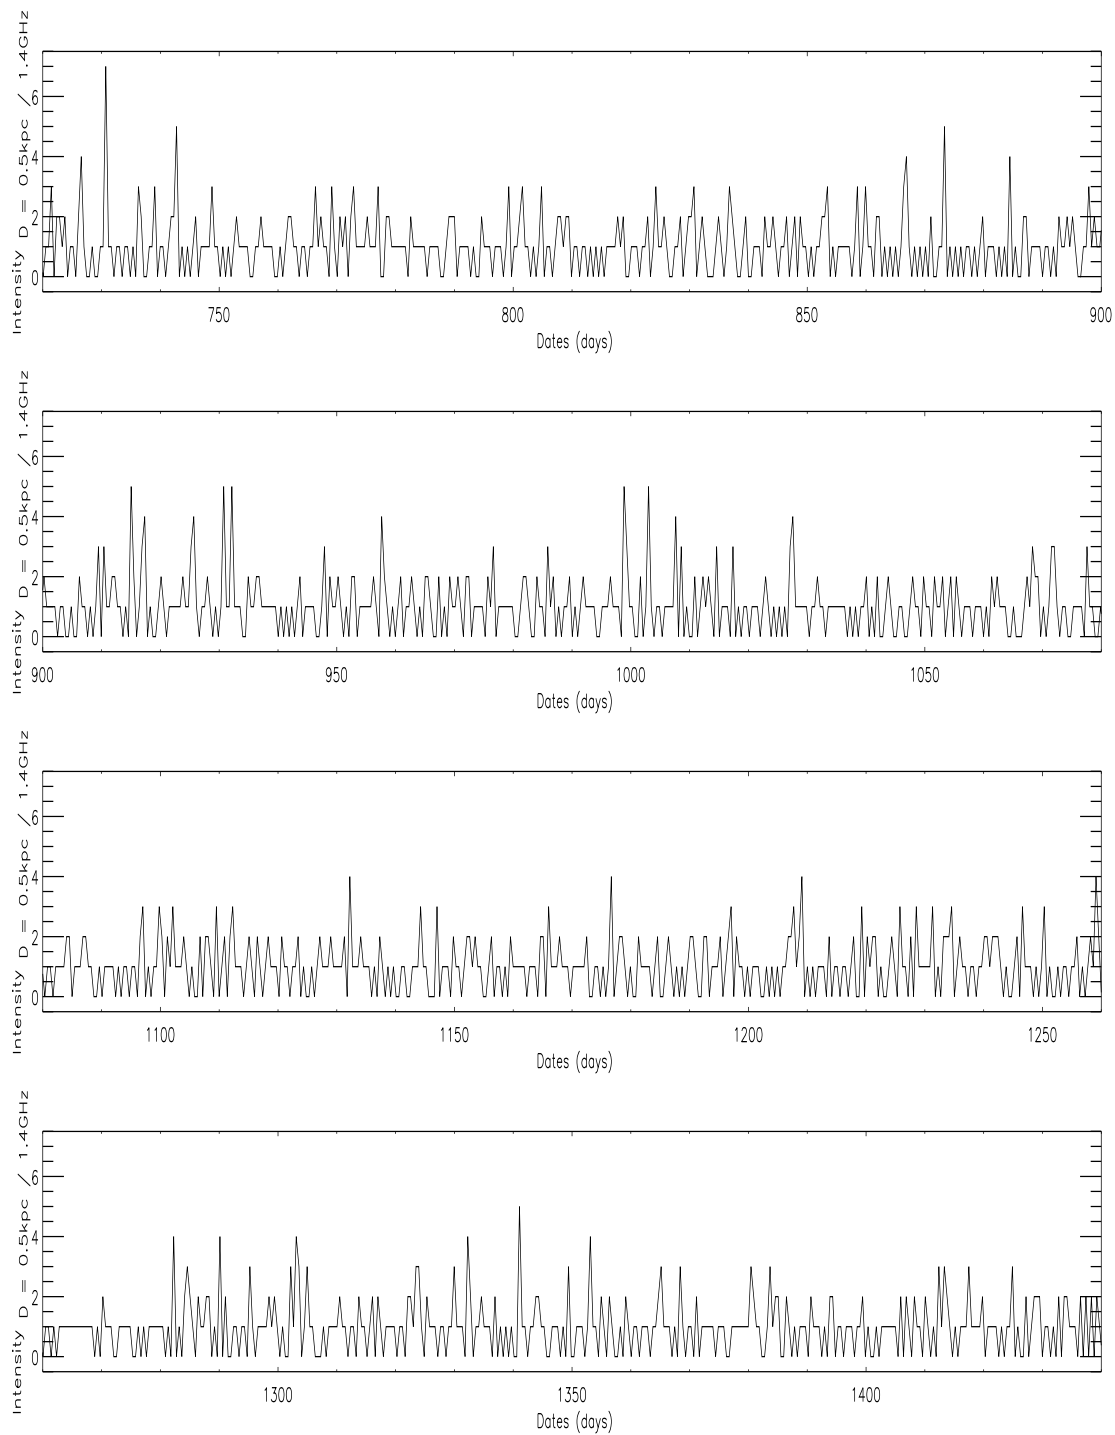 Intensity D = 0.5kpc / 1.4GHz
6
4
2
0
750 800 850 900
Dates (days)
Intensity D = 0.5kpc / 1.4GHz
6
4
2
0
900 950 1000 1050
Dates (days)
Intensity D = 0.5kpc / 1.4GHz
6
4
2
0
1100 1150 1200 1250
Dates (days)
Intensity D = 0.5kpc / 1.4GHz
6
4
2
0
1300 1350 1400
Dates (days)